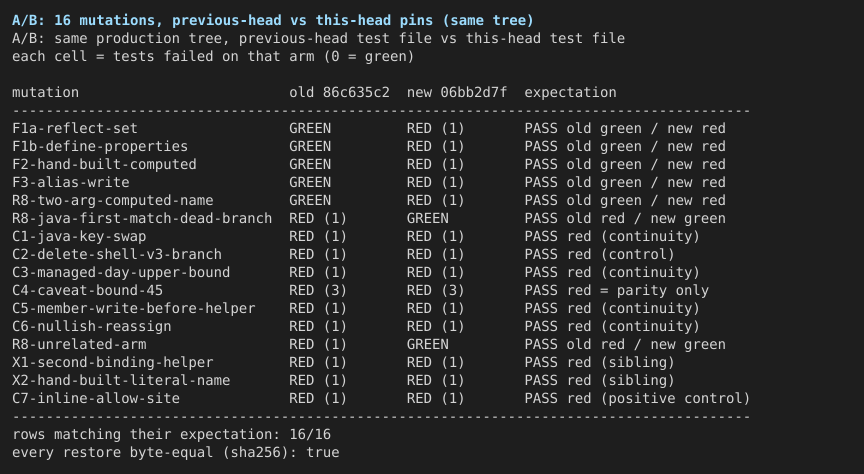 A/B: 16 mutations, previous-head vs this-head pins (same tree)
A/B: same production tree, previous-head test file vs this-head test file
each cell = tests failed on that arm (0 = green)
mutation old 86c635c2 new 06bb2d7f expectation
---------------------------------------------------------------------------------------
F1a-reflect-set GREEN RED (1) PASS old green / new red
F1b-define-properties GREEN RED (1) PASS old green / new red
F2-hand-built-computed GREEN RED (1) PASS old green / new red
F3-alias-write GREEN RED (1) PASS old green / new red
R8-two-arg-computed-name GREEN RED (1) PASS old green / new red
R8-java-first-match-dead-branch RED (1) GREEN PASS old red / new green
C1-java-key-swap RED (1) RED (1) PASS red (continuity)
C2-delete-shell-v3-branch RED (1) RED (1) PASS red (control)
C3-managed-day-upper-bound RED (1) RED (1) PASS red (continuity)
C4-caveat-bound-45 RED (3) RED (3) PASS red = parity only
C5-member-write-before-helper RED (1) RED (1) PASS red (continuity)
C6-nullish-reassign RED (1) RED (1) PASS red (continuity)
R8-unrelated-arm RED (1) GREEN PASS old red / new green
X1-second-binding-helper RED (1) RED (1) PASS red (sibling)
X2-hand-built-literal-name RED (1) RED (1) PASS red (sibling)
C7-inline-allow-site RED (1) RED (1) PASS red (positive control)
---------------------------------------------------------------------------------------
rows matching their expectation: 16/16
every restore byte-equal (sha256): true